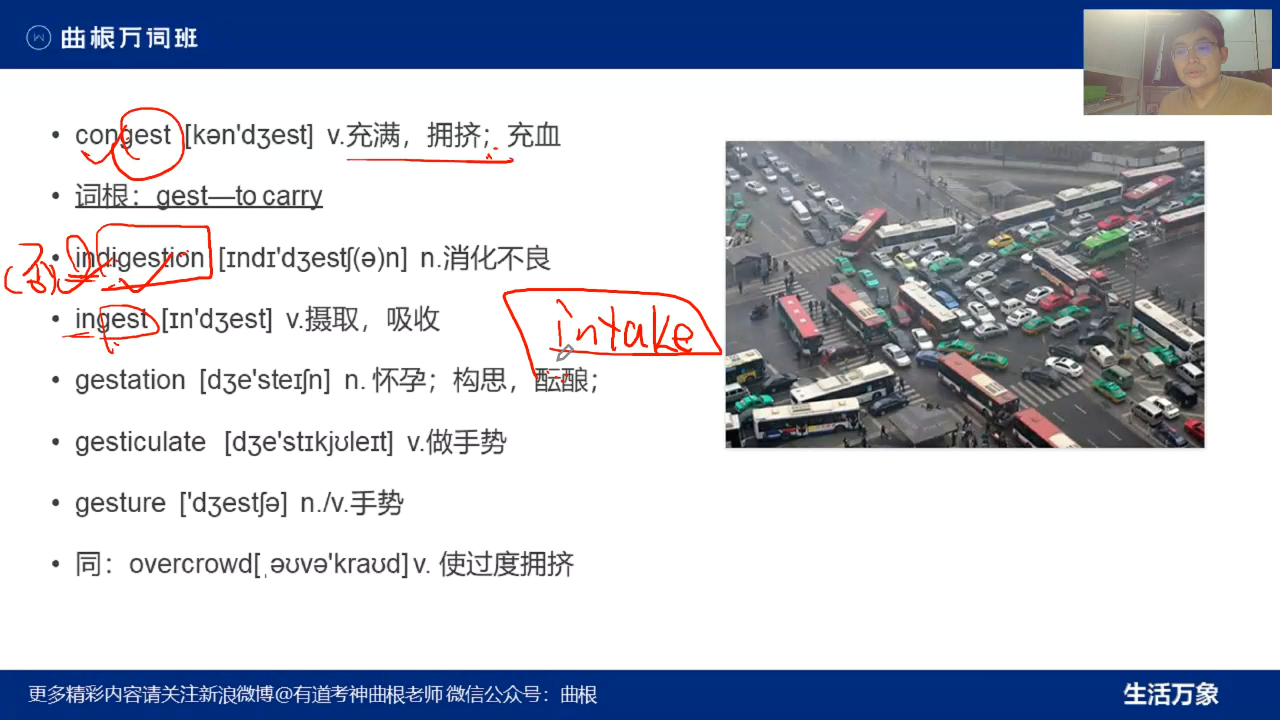 曲根万词班
congest [kən'dʒest] v.充满，拥挤；充血
词根：gest—to carry
(否) indigestion [ɪndɪ'dʒestʃ(ə)n] n.消化不良
ingest [ɪn'dʒest] v.摄取，吸收
intake
gestation [dʒe'steɪʃn] n. 怀孕；构思，酝酿；
gesticulate [dʒe'stɪkjʊleɪt] v.做手势
gesture ['dʒestʃə] n./v.手势
同：overcrowd[ˌəʊvə'kraʊd] v. 使过度拥挤
更多精彩内容请关注新浪微博@有道考神曲根老师 微信公众号：曲根
生活万象